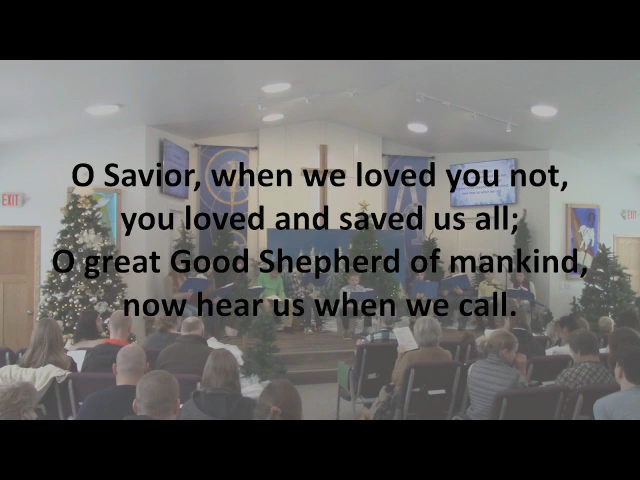 O Savior, when we loved you not,
you loved and saved us all;
O great Good Shepherd of mankind,
now hear us when we call.
EXIT